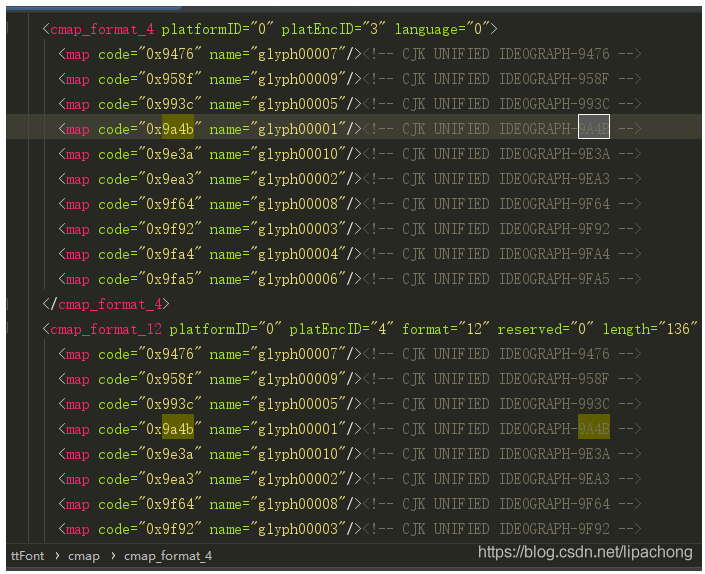 <cmap_format_4 platformID="0" platEncID="3" language="0">
<map code="0x9476" name="glyph00007"/><!-- CJK UNIFIED IDEOGRAPH-9476 -->
<map code="0x958f" name="glyph00009"/><!-- CJK UNIFIED IDEOGRAPH-958F -->
<map code="0x993c" name="glyph00005"/><!-- CJK UNIFIED IDEOGRAPH-993C -->
<map code="0x9a4b" name="glyph00001"/><!-- CJK UNIFIED IDEOGRAPH-9A4B -->
<map code="0x9e3a" name="glyph00010"/><!-- CJK UNIFIED IDEOGRAPH-9E3A -->
<map code="0x9ea3" name="glyph00002"/><!-- CJK UNIFIED IDEOGRAPH-9EA3 -->
<map code="0x9f64" name="glyph00008"/><!-- CJK UNIFIED IDEOGRAPH-9F64 -->
<map code="0x9f92" name="glyph00003"/><!-- CJK UNIFIED IDEOGRAPH-9F92 -->
<map code="0x9fa4" name="glyph00004"/><!-- CJK UNIFIED IDEOGRAPH-9FA4 -->
<map code="0x9fa5" name="glyph00006"/><!-- CJK UNIFIED IDEOGRAPH-9FA5 -->
</cmap_format_4>
<cmap_format_12 platformID="0" platEncID="4" format="12" reserved="0" length="136"
<map code="0x9476" name="glyph00007"/><!-- CJK UNIFIED IDEOGRAPH-9476 -->
<map code="0x958f" name="glyph00009"/><!-- CJK UNIFIED IDEOGRAPH-958F -->
<map code="0x993c" name="glyph00005"/><!-- CJK UNIFIED IDEOGRAPH-993C -->
<map code="0x9a4b" name="glyph00001"/><!-- CJK UNIFIED IDEOGRAPH-9A4B -->
<map code="0x9e3a" name="glyph00010"/><!-- CJK UNIFIED IDEOGRAPH-9E3A -->
<map code="0x9ea3" name="glyph00002"/><!-- CJK UNIFIED IDEOGRAPH-9EA3 -->
<map code="0x9f64" name="glyph00008"/><!-- CJK UNIFIED IDEOGRAPH-9F64 -->
<map code="0x9f92" name="glyph00003"/><!-- CJK UNIFIED IDEOGRAPH-9F92 -->
ttFont › cmap › cmap_format_4
https://blog.csdn.net/lipachong